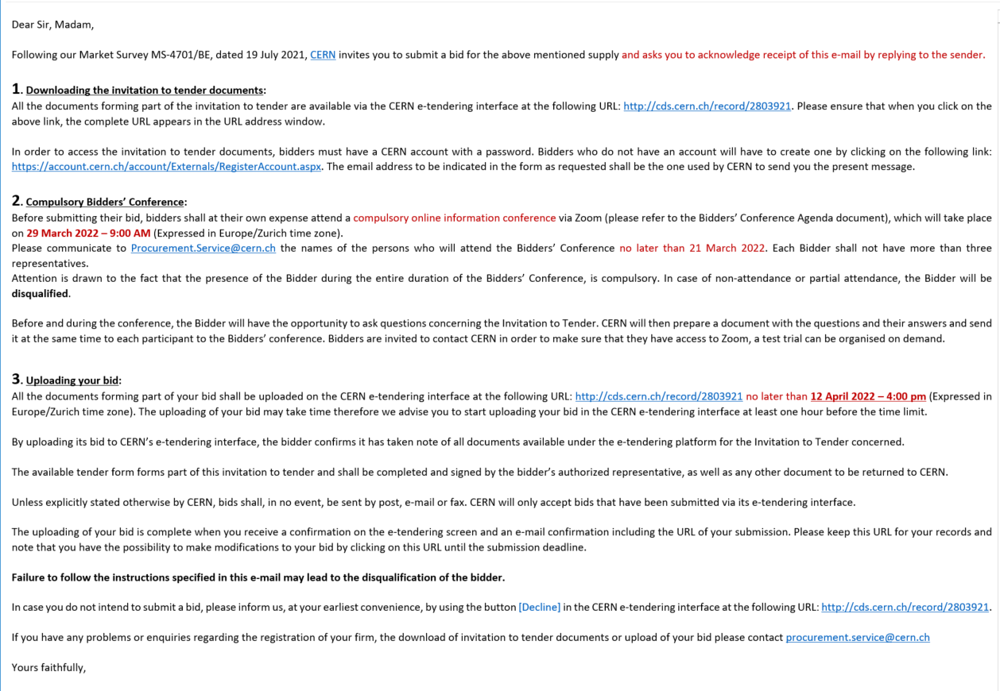 Dear Sir, Madam,
Following our Market Survey MS-4701/BE, dated 19 July 2021, CERN invites you to submit a bid for the above mentioned supply and asks you to acknowledge receipt of this e-mail by replying to the sender.
1. Downloading the invitation to tender documents:
All the documents forming part of the invitation to tender are available via the CERN e-tendering interface at the following URL: http://cds.cern.ch/record/2803921. Please ensure that when you click on the
above link, the complete URL appears in the URL address window.
In order to access the invitation to tender documents, bidders must have a CERN account with a password. Bidders who do not have an account will have to create one by clicking on the following link:
https://account.cern.ch/account/Externals/RegisterAccount.aspx. The email address to be indicated in the form as requested shall be the one used by CERN to send you the present message.
2. Compulsory Bidders' Conference:
Before submitting their bid, bidders shall at their own expense attend a compulsory online information conference via Zoom (please refer to the Bidders' Conference Agenda document), which will take place
on 29 March 2022 – 9:00 AM (Expressed in Europe/Zurich time zone).
Please communicate to Procurement.Service@cern.ch the names of the persons who will attend the Bidders' Conference no later than 21 March 2022. Each Bidder shall not have more than three
representatives.
Attention is drawn to the fact that the presence of the Bidder during the entire duration of the Bidders' Conference, is compulsory. In case of non-attendance or partial attendance, the Bidder will be
disqualified.
Before and during the conference, the Bidder will have the opportunity to ask questions concerning the Invitation to Tender. CERN will then prepare a document with the questions and their answers and send
it at the same time to each participant to the Bidders' conference. Bidders are invited to contact CERN in order to make sure that they have access to Zoom, a test trial can be organised on demand.
3. Uploading your bid:
All the documents forming part of your bid shall be uploaded on the CERN e-tendering interface at the following URL: http://cds.cern.ch/record/2803921 no later than 12 April 2022 – 4:00 pm (Expressed in
Europe/Zurich time zone). The uploading of your bid may take time therefore we advise you to start uploading your bid in the CERN e-tendering interface at least one hour before the time limit.
By uploading its bid to CERN's e-tendering interface, the bidder confirms it has taken note of all documents available under the e-tendering platform for the Invitation to Tender concerned.
The available tender form forms part of this invitation to tender and shall be completed and signed by the bidder's authorized representative, as well as any other document to be returned to CERN.
Unless explicitly stated otherwise by CERN, bids shall, in no event, be sent by post, e-mail or fax. CERN will only accept bids that have been submitted via its e-tendering interface.
The uploading of your bid is complete when you receive a confirmation on the e-tendering screen and an e-mail confirmation including the URL of your submission. Please keep this URL for your records and
note that you have the possibility to make modifications to your bid by clicking on this URL until the submission deadline.
Failure to follow the instructions specified in this e-mail may lead to the disqualification of the bidder.
In case you do not intend to submit a bid, please inform us, at your earliest convenience, by using the button [Decline] in the CERN e-tendering interface at the following URL: http://cds.cern.ch/record/2803921.
If you have any problems or enquiries regarding the registration of your firm, the download of invitation to tender documents or upload of your bid please contact procurement.service@cern.ch
Yours faithfully,